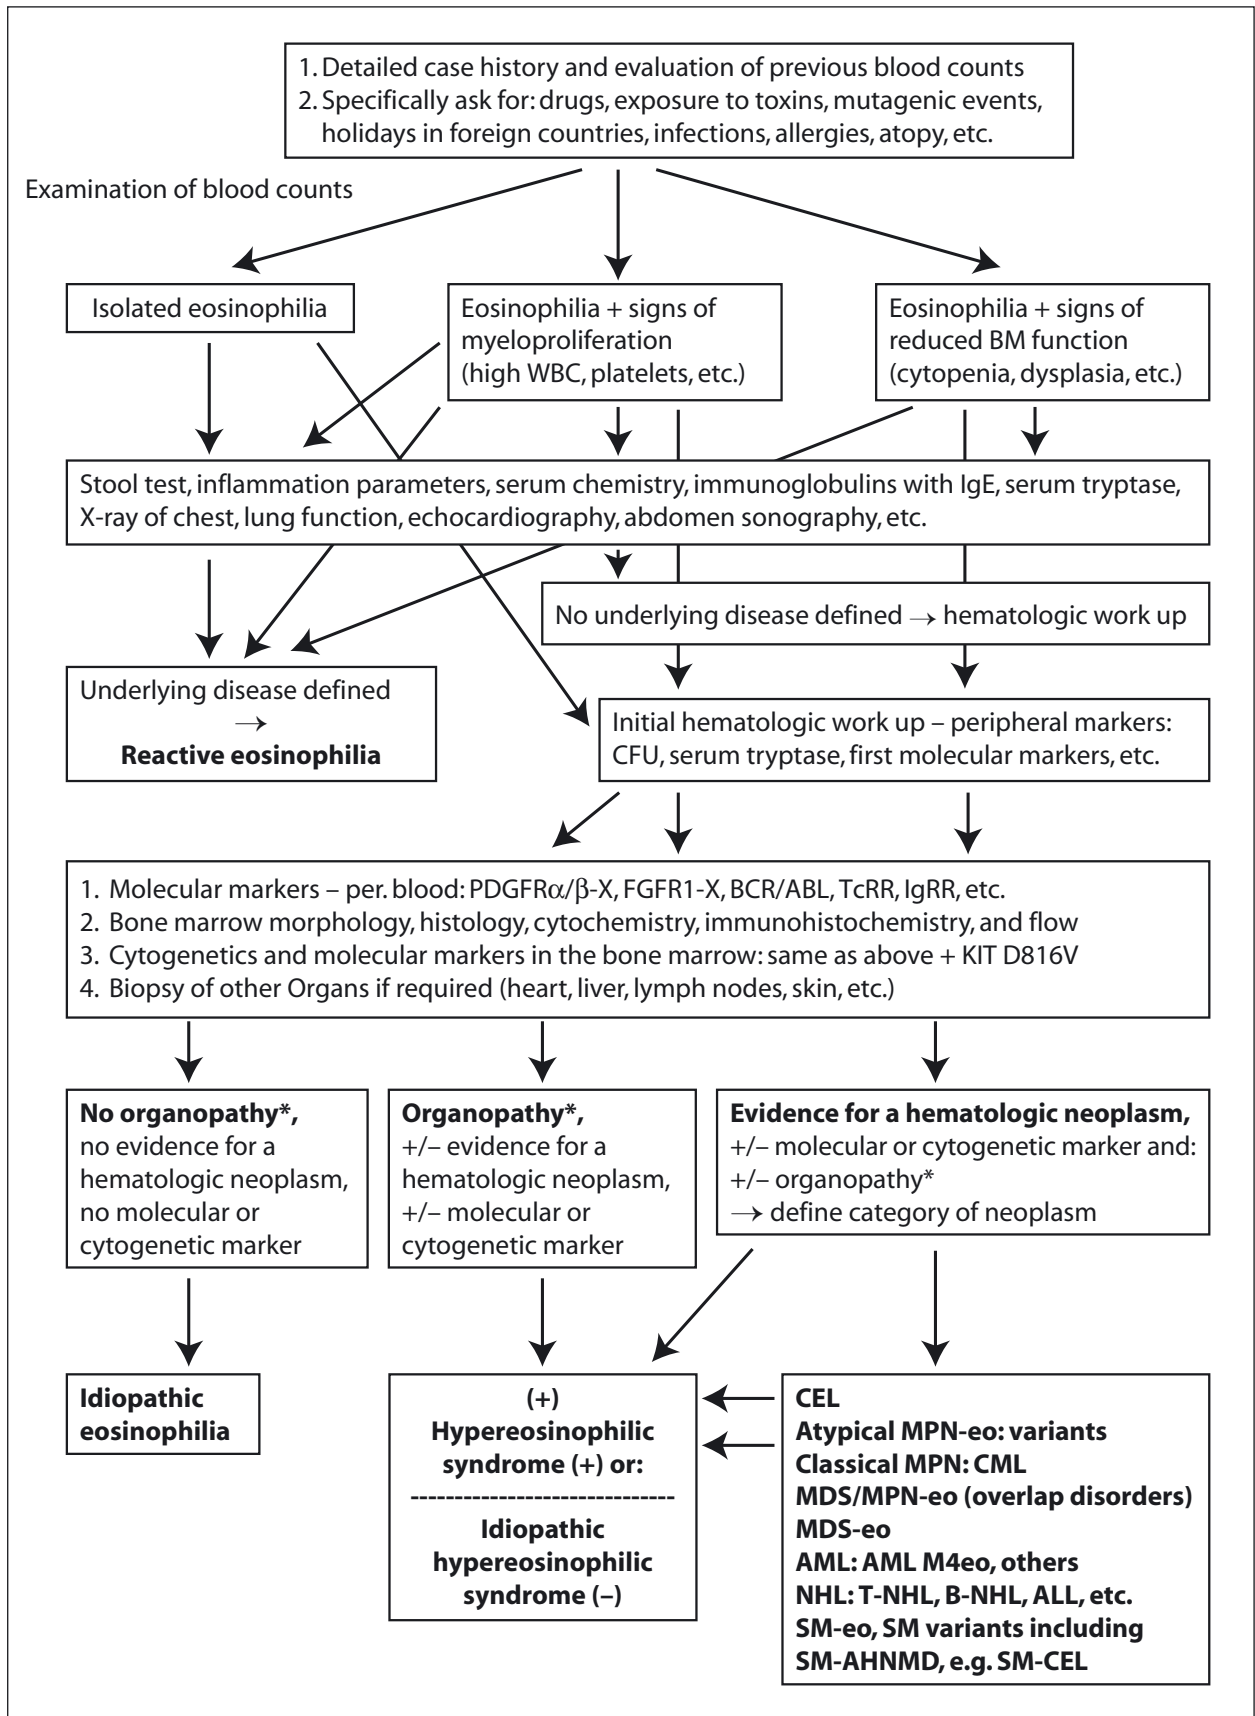 1. Detailed case history and evaluation of previous blood counts
2. Specifically ask for: drugs, exposure to toxins, mutagenic events,
holidays in foreign countries, infections, allergies, atopy, etc.
Examination of blood counts
Isolated eosinophilia
Eosinophilia + signs of
myeloproliferation
(high WBC, platelets, etc.)
Eosinophilia + signs of
reduced BM function
(cytopenia, dysplasia, etc.)
Stool test, inflammation parameters, serum chemistry, immunoglobulins with IgE, serum tryptase,
X-ray of chest, lung function, echocardiography, abdomen sonography, etc.
No underlying disease defined → hematologic work up
Underlying disease defined
→
Reactive eosinophilia
Initial hematologic work up – peripheral markers:
CFU, serum tryptase, first molecular markers, etc.
1. Molecular markers – per. blood: PDGFRα/β-X, FGFR1-X, BCR/ABL, TcRR, IgRR, etc.
2. Bone marrow morphology, histology, cytochemistry, immunohistochemistry, and flow
3. Cytogenetics and molecular markers in the bone marrow: same as above + KIT D816V
4. Biopsy of other Organs if required (heart, liver, lymph nodes, skin, etc.)
No organopathy*,
no evidence for a
hematologic neoplasm,
no molecular or
cytogenetic marker
Organopathy*,
+/– evidence for a
hematologic neoplasm,
+/– molecular or
cytogenetic marker
Evidence for a hematologic neoplasm,
+/– molecular or cytogenetic marker and:
+/– organopathy*
→ define category of neoplasm
Idiopathic
eosinophilia
(+)
Hypereosinophilic
syndrome (+) or:
------------------------------
Idiopathic
hypereosinophilic
syndrome (–)
CEL
Atypical MPN-eo: variants
Classical MPN: CML
MDS/MPN-eo (overlap disorders)
MDS-eo
AML: AML M4eo, others
NHL: T-NHL, B-NHL, ALL, etc.
SM-eo, SM variants including
SM-AHNMD, e.g. SM-CEL